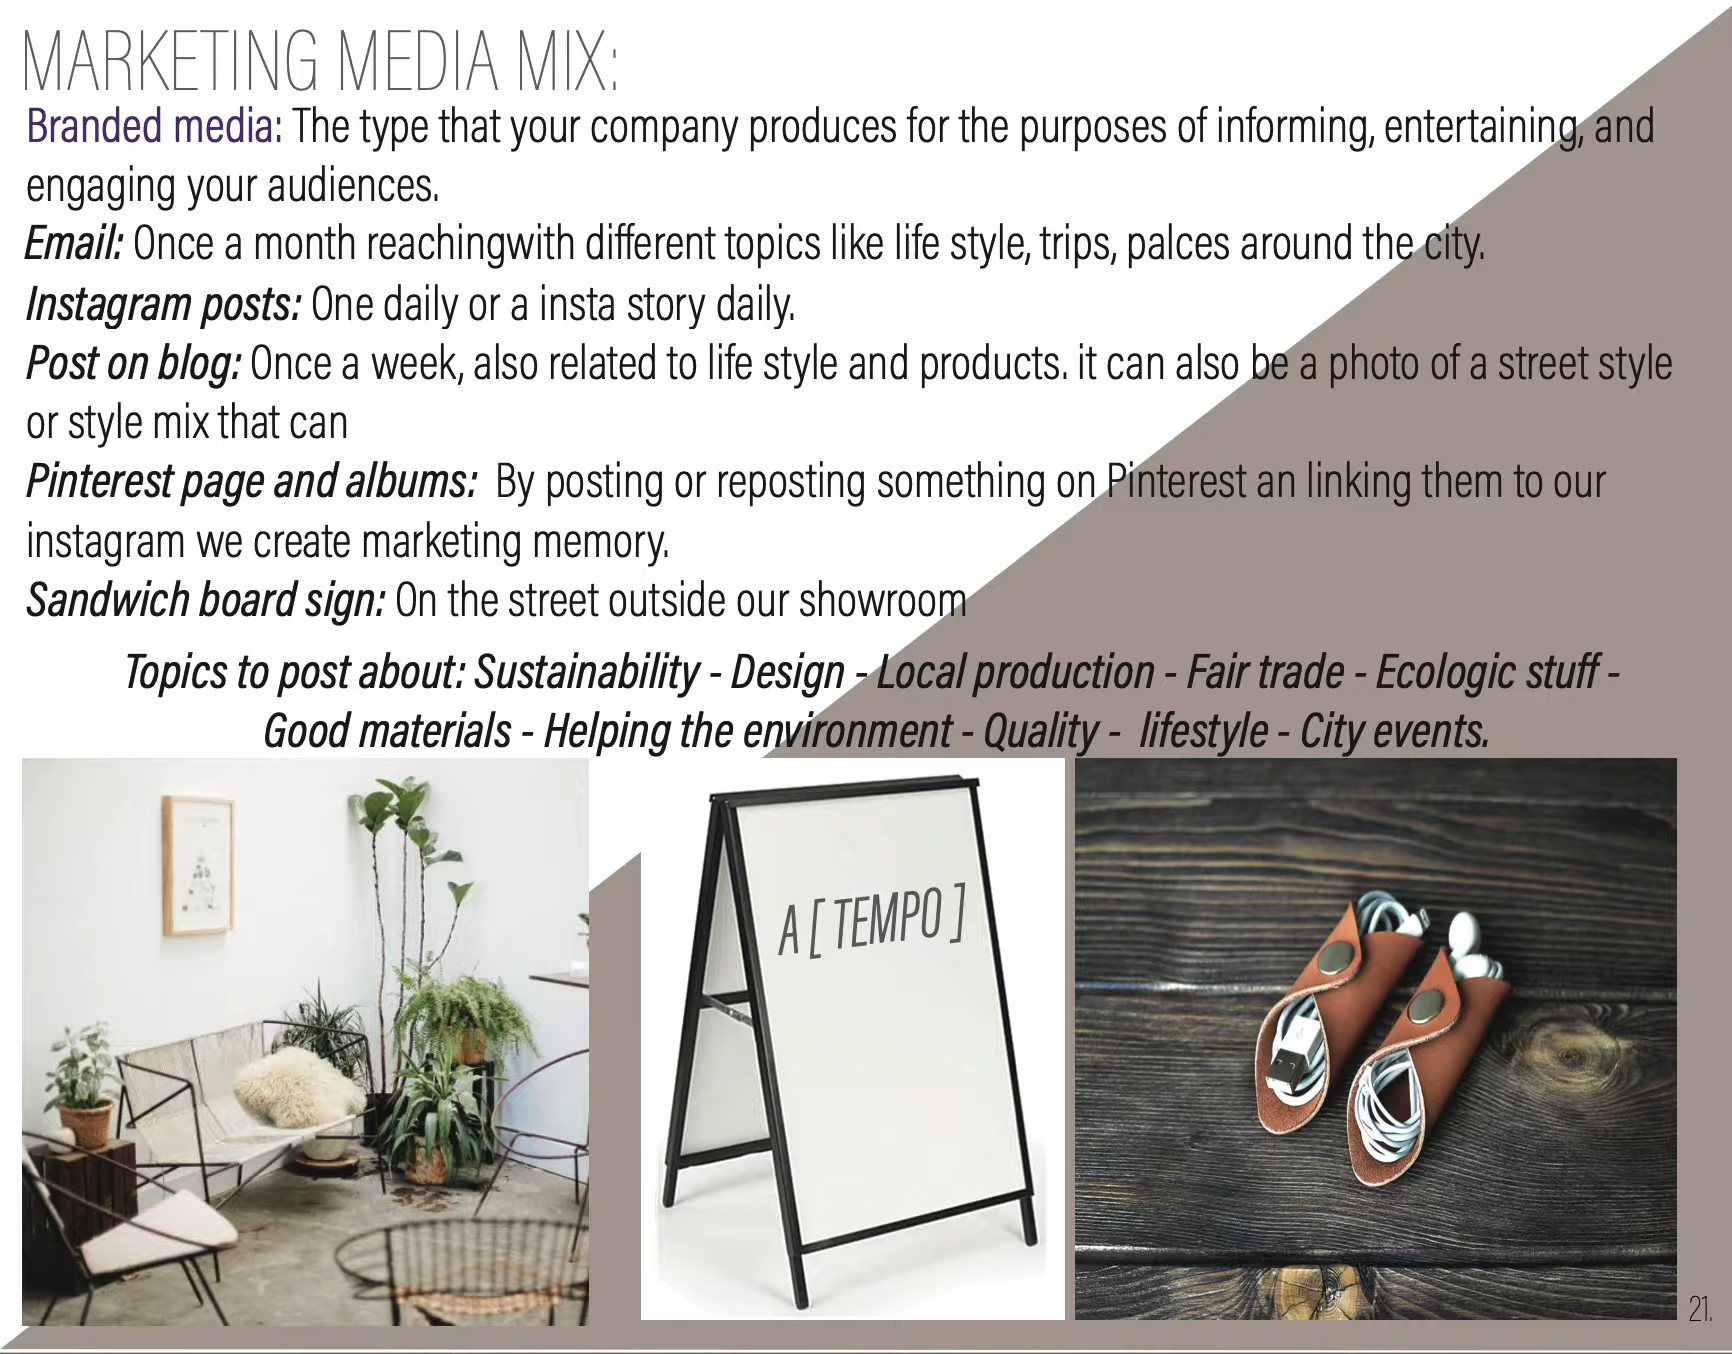 MARKETING MEDIA MIX:
Branded media: The type that your company produces for the purposes of informing, entertaining, and
engaging your audiences.
Email: Once a month reachingwith different topics like life style, trips, palces around the city.
Instagram posts: One daily or a insta story daily.
Post on blog: Once a week, also related to life style and products. it can also be a photo of a street style
or style mix that can
Pinterest page and albums: By posting or reposting something on Pinterest an linking them to our
instagram we create marketing memory.
Sandwich board sign: On the street outside our showroom
Topics to post about: Sustainability - Design - Local production - Fair trade - Ecologic stuff -
Good materials - Helping the environment - Quality - lifestyle - City events.
A [ TEMPO ]
21.